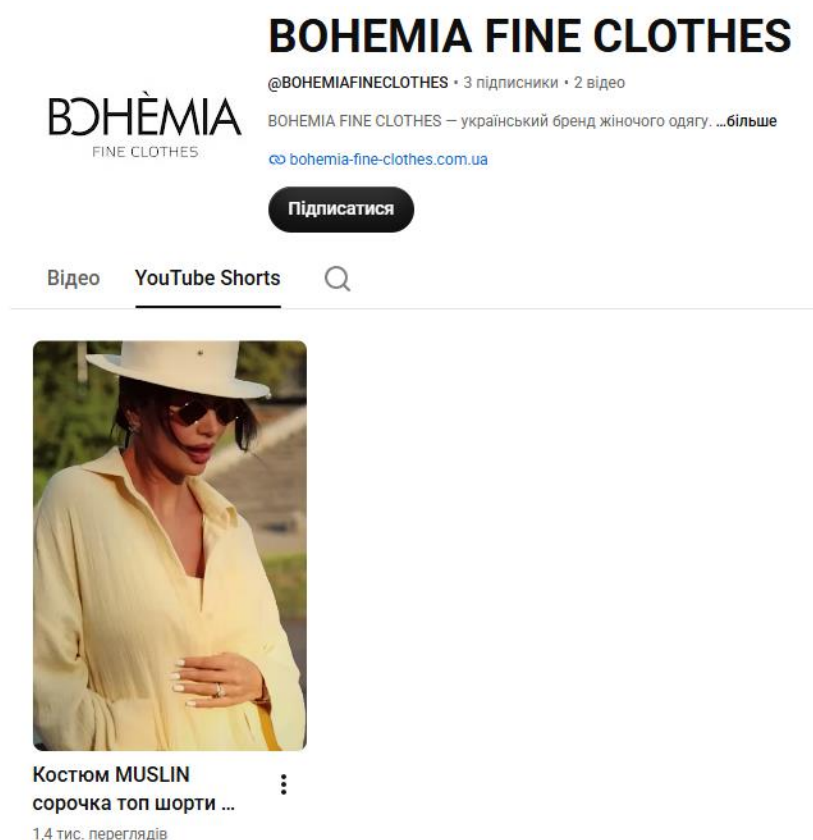 BOHEMIA FINE CLOTHES
@BOHEMIAFINECLOTHES • 3 підписники • 2 відео
BOHÈMIA
FINE CLOTHES
BOHEMIA FINE CLOTHES — український бренд жіночого одягу. ...більше
bohemia-fine-clothes.com.ua
Підписатися
Відео YouTube Shorts
Костюм MUSLIN
сорочка топ шорти ...
1,4 тис. переглядів